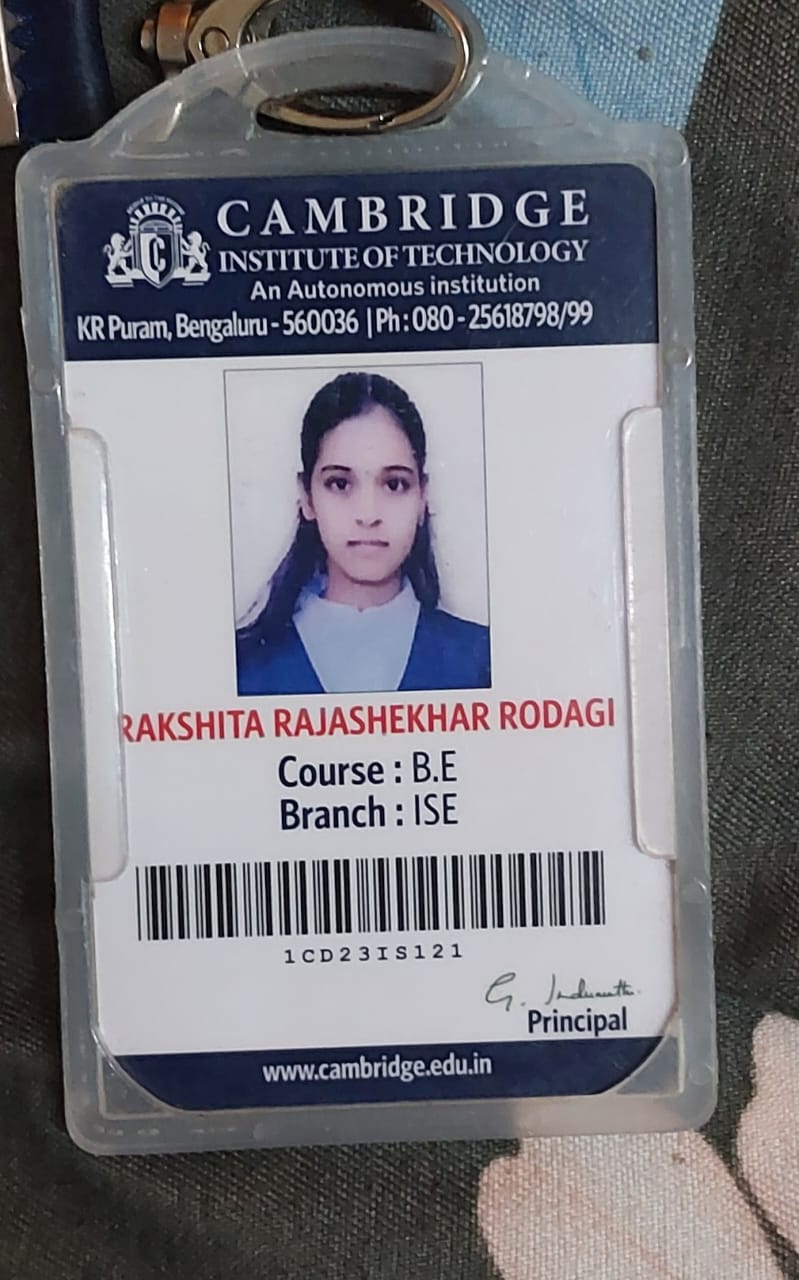 CAMBRIDGE
INSTITUTE OF TECHNOLOGY
An Autonomous institution
KR Puram, Bengaluru - 560036 | Ph : 080 - 25618798/99
C
RAKSHITA RAJASHEKHAR RODAGI
Course : B.E
Branch : ISE
1CD23IS121
Principal
www.cambridge.edu.in